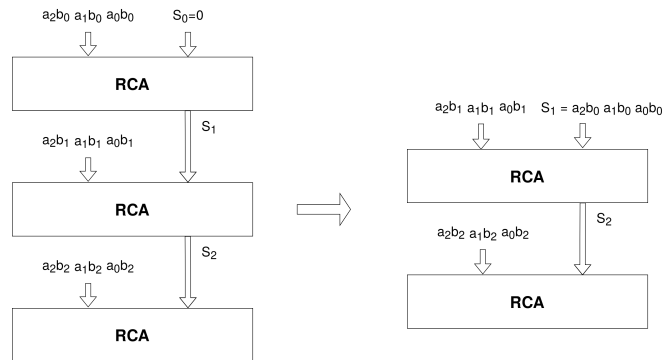 a₂b₀ a₁b₀ a₀b₀ S₀=0
RCA
S₁
a₂b₁ a₁b₁ a₀b₁
RCA
S₂
a₂b₂ a₁b₂ a₀b₂
RCA
a₂b₁ a₁b₁ a₀b₁ S₁ = a₂b₀ a₁b₀ a₀b₀
RCA
S₂
a₂b₂ a₁b₂ a₀b₂
RCA